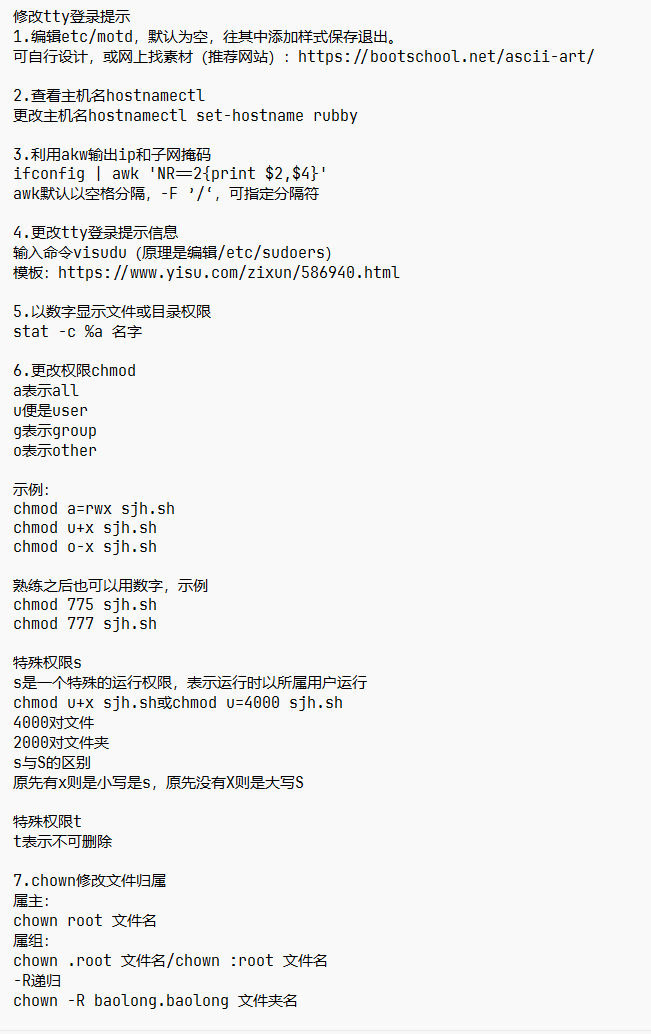 修改tty登录提示
1.编辑etc/motd，默认为空，往其中添加样式保存退出。
可自行设计，或网上找素材（推荐网站）：https://bootschool.net/ascii-art/
2.查看主机名hostnamectl
更改主机名hostnamectl set-hostname rubby
3.利用akw输出ip和子网掩码
ifconfig | awk 'NR==2{print $2,$4}'
awk默认以空格分隔，-F ’/‘，可指定分隔符
4.更改tty登录提示信息
输入命令visudu（原理是编辑/etc/sudoers）
模板：https://www.yisu.com/zixun/586940.html
5.以数字显示文件或目录权限
stat -c %a 名字
6.更改权限chmod
a表示all
u便是user
g表示group
o表示other
示例：
chmod a=rwx sjh.sh
chmod u+x sjh.sh
chmod o-x sjh.sh
熟练之后也可以用数字，示例
chmod 775 sjh.sh
chmod 777 sjh.sh
特殊权限s
s是一个特殊的运行权限，表示运行时以所属用户运行
chmod u+x sjh.sh或chmod u=4000 sjh.sh
4000对文件
2000对文件夹
s与S的区别
原先有x则是小写是s，原先没有X则是大写S
特殊权限t
t表示不可删除
7.chown修改文件归属
属主：
chown root 文件名
属组：
chown .root 文件名/chown :root 文件名
-R递归
chown -R baolong.baolong 文件夹名